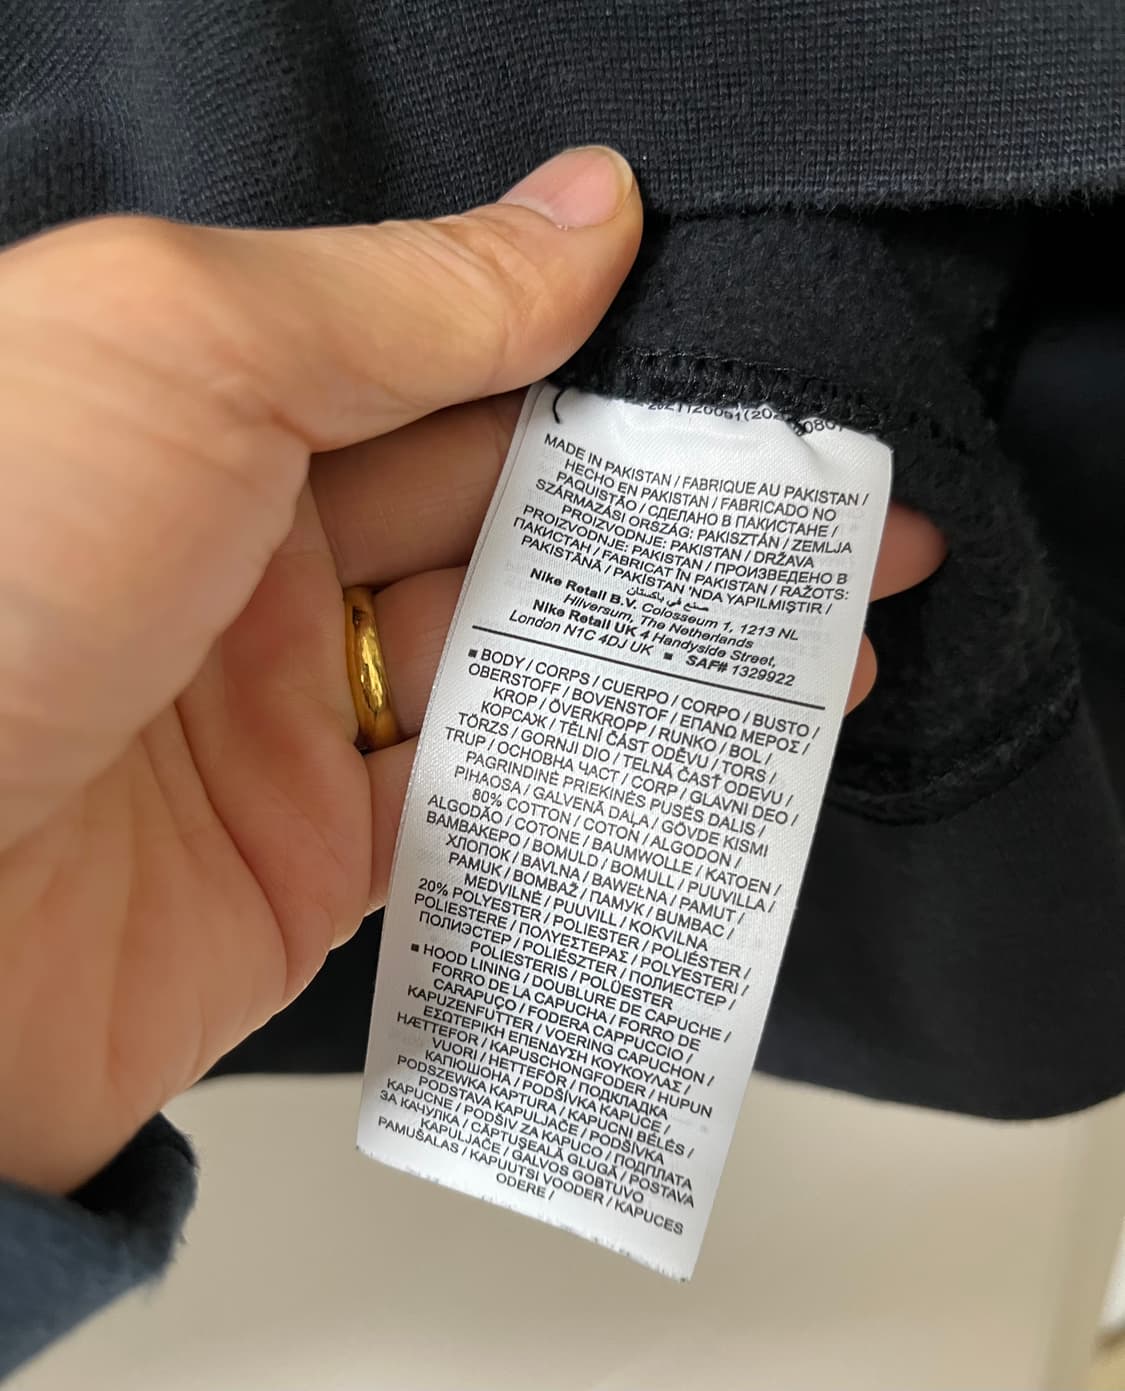 MADE IN PAKISTAN / FABRIQUE AU PAKISTAN /
HECHO EN PAKISTAN / FABRICADO NO
PAQUISTÃO / СДЕЛАНО В ПАКИСТАНЕ /
SZÁRMAZÁSI ORSZÁG: PAKISZTÁN / ZEMLJA
PROIZVODNJE: PAKISTAN / DRŽAVA
PROIZVODNJE: PAKISTAN / ПРОИЗВЕДЕНО В
ПАКИСТАН / FABRICAT ÎN PAKISTAN / RAŽOTS:
PAKISTĀNĀ / PAKİSTAN 'NDA YAPILMIŞTIR /
صنع في باكستان
Nike Retail B.V. Colosseum 1, 1213 NL
Hilversum, The Netherlands
Nike Retail UK 4 Handyside Street,
London N1C 4DJ UK ■ SAF# 1329922
■ BODY / CORPS / CUERPO / CORPO / BUSTO /
OBERSTOFF / BOVENSTOF / ΕΠΑΝΩ ΜΕΡΟΣ /
KROP / ÖVERKROPP / RUNKO / BOL /
КОРСАЖ / TĚLNÍ ČÁST ODĚVU / TORS /
TÖRZS / GORNJI DIO / TELNÁ ČASŤ ODEVU /
TRUP / ОСНОВНА ЧАСТ / CORP / GLAVNI DEO /
PAGRINDINĖ PRIEKINĖS PUSĖS DALIS /
PIHAOSA / GALVENĀ DAĻA / GÖVDE KISMI
80% COTTON / COTON / ALGODON /
ALGODÃO / COTONE / BAUMWOLLE / KATOEN /
ΒΑΜΒΑΚΕΡΟ / BOMULD / BOMULL / PUUVILLA /
ХЛОПОК / BAVLNA / BAWEŁNA / PAMUT /
PAMUK / BOMBAŽ / ПАМУК / BUMBAC /
MEDVILNĖ / PUUVILL / KOKVILNA
20% POLYESTER / POLIESTER / POLIÉSTER /
POLIESTERE / ΠΟΛΥΕΣΤΕΡΑΣ / POLYESTERI /
ПОЛИЭСТЕР / POLIÉSZTER / ПОЛИЕСТЕР /
POLIESTERIS / POLÜESTER
■ HOOD LINING / DOUBLURE DE CAPUCHE /
FORRO DE LA CAPUCHA / FORRO DE
CARAPUÇO / FODERA CAPPUCCIO /
KAPUZENFUTTER / VOERING CAPUCHON /
ΕΣΩΤΕΡΙΚΗ ΕΠΕΝΔΥΣΗ ΚΟΥΚΟΥΛΑΣ /
HÆTTEFOR / KAPUSCHONGFODER / HUPUN
VUORI / HETTEFÔR / ПОДКЛАДКА
КАПЮШОНА / PODŠÍVKA KAPUCE /
PODSZEWKA KAPTURA / KAPUCNI BÉLÉS /
PODSTAVA KAPULJAČE / PODŠÍVKA
KAPUCNE / PODŠIV ZA KAPUCO / ПОДПЛАТА
ЗА КАЧУЛКА / CĂPTUŞEALĂ GLUGĂ / POSTAVA
KAPULJAČE / GALVOS GOBTUVO
PAMUŠALAS / KAPUUTSI VOODER / KAPUCES
ODERE /